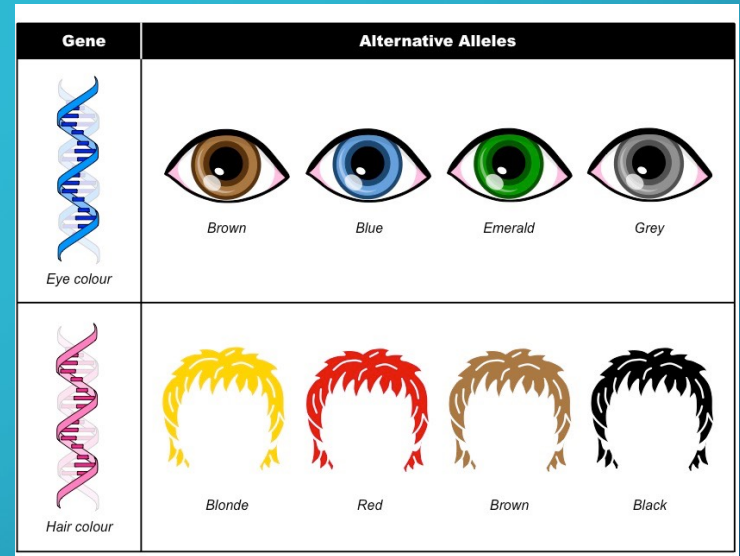 Gene
Alternative Alleles
Brown
Blue
Emerald
Grey
Eye colour
Blonde
Red
Brown
Black
Hair colour